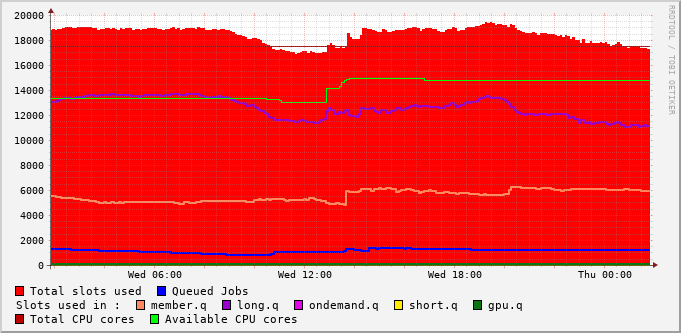 20000
18000
16000
14000
12000
10000
8000
6000
4000
2000
0
Wed 06:00 Wed 12:00 Wed 18:00 Thu 00:00
Total slots used Queued Jobs
Slots used in : member.q long.q ondemand.q short.q gpu.q
Total CPU cores Available CPU cores
RRDTOOL / TOBI OETIKER